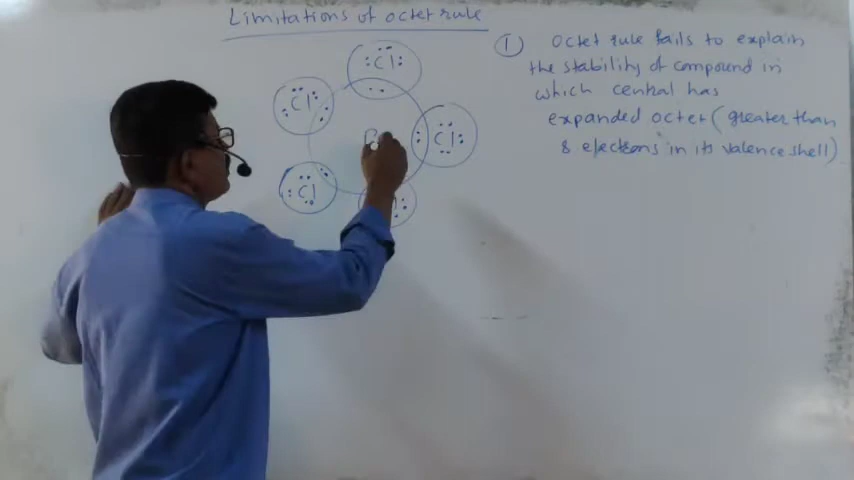 Limitations of octet rule
① Octet rule fails to explain
the stability of compound in
which central has
expanded octet (greater than
8 electrons in its valence shell)
Cl
Cl
Cl
Cl